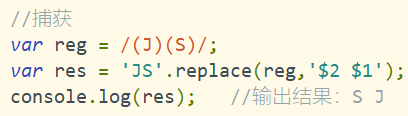 //捕获
var reg = /(J)(S)/;
var res = 'JS'.replace(reg,'$2 $1');
console.log(res);   //输出结果：S J